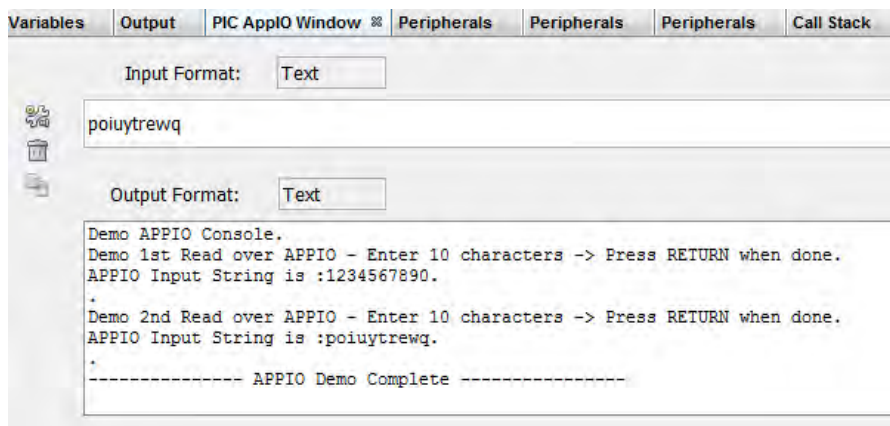 Variables Output PIC AppIO Window Peripherals Peripherals Peripherals Call Stack
Input Format: Text
poiuytrewq
Output Format: Text
Demo APPIO Console.
Demo 1st Read over APPIO - Enter 10 characters -> Press RETURN when done.
APPIO Input String is :1234567890.
.
Demo 2nd Read over APPIO - Enter 10 characters -> Press RETURN when done.
APPIO Input String is :poiuytrewq.
.
--------------- APPIO Demo Complete ----------------